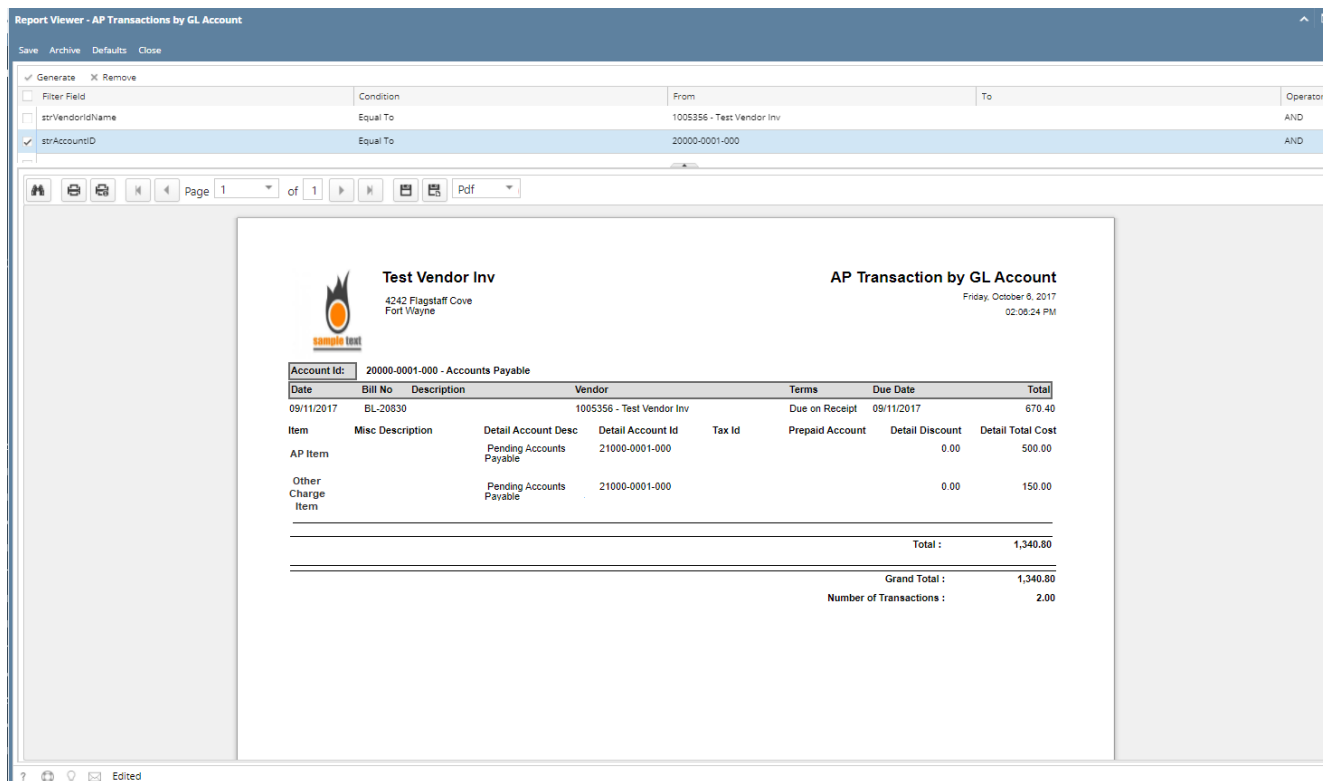 Report Viewer - AP Transactions by GL Account
Save Archive Defaults Close
Generate Remove
Filter Field Condition From To Operator
strVendorIdName Equal To 1005356 - Test Vendor Inv AND
strAccountID Equal To 20000-0001-000 AND
Page 1 of 1 Pdf
Test Vendor Inv AP Transaction by GL Account
4242 Flagstaff Cove Friday, October 6, 2017
Fort Wayne 02:06:24 PM
sample text
Account Id: 20000-0001-000 - Accounts Payable
Date Bill No Description Vendor Terms Due Date Total
09/11/2017 BL-20830 1005356 - Test Vendor Inv Due on Receipt 09/11/2017 670.40
Item Misc Description Detail Account Desc Detail Account Id Tax Id Prepaid Account Detail Discount Detail Total Cost
AP Item Pending Accounts 21000-0001-000 0.00 500.00
Payable
Other
Charge Pending Accounts 21000-0001-000 0.00 150.00
Item Payable
Total : 1,340.80
Grand Total : 1,340.80
Number of Transactions : 2.00
? Edited